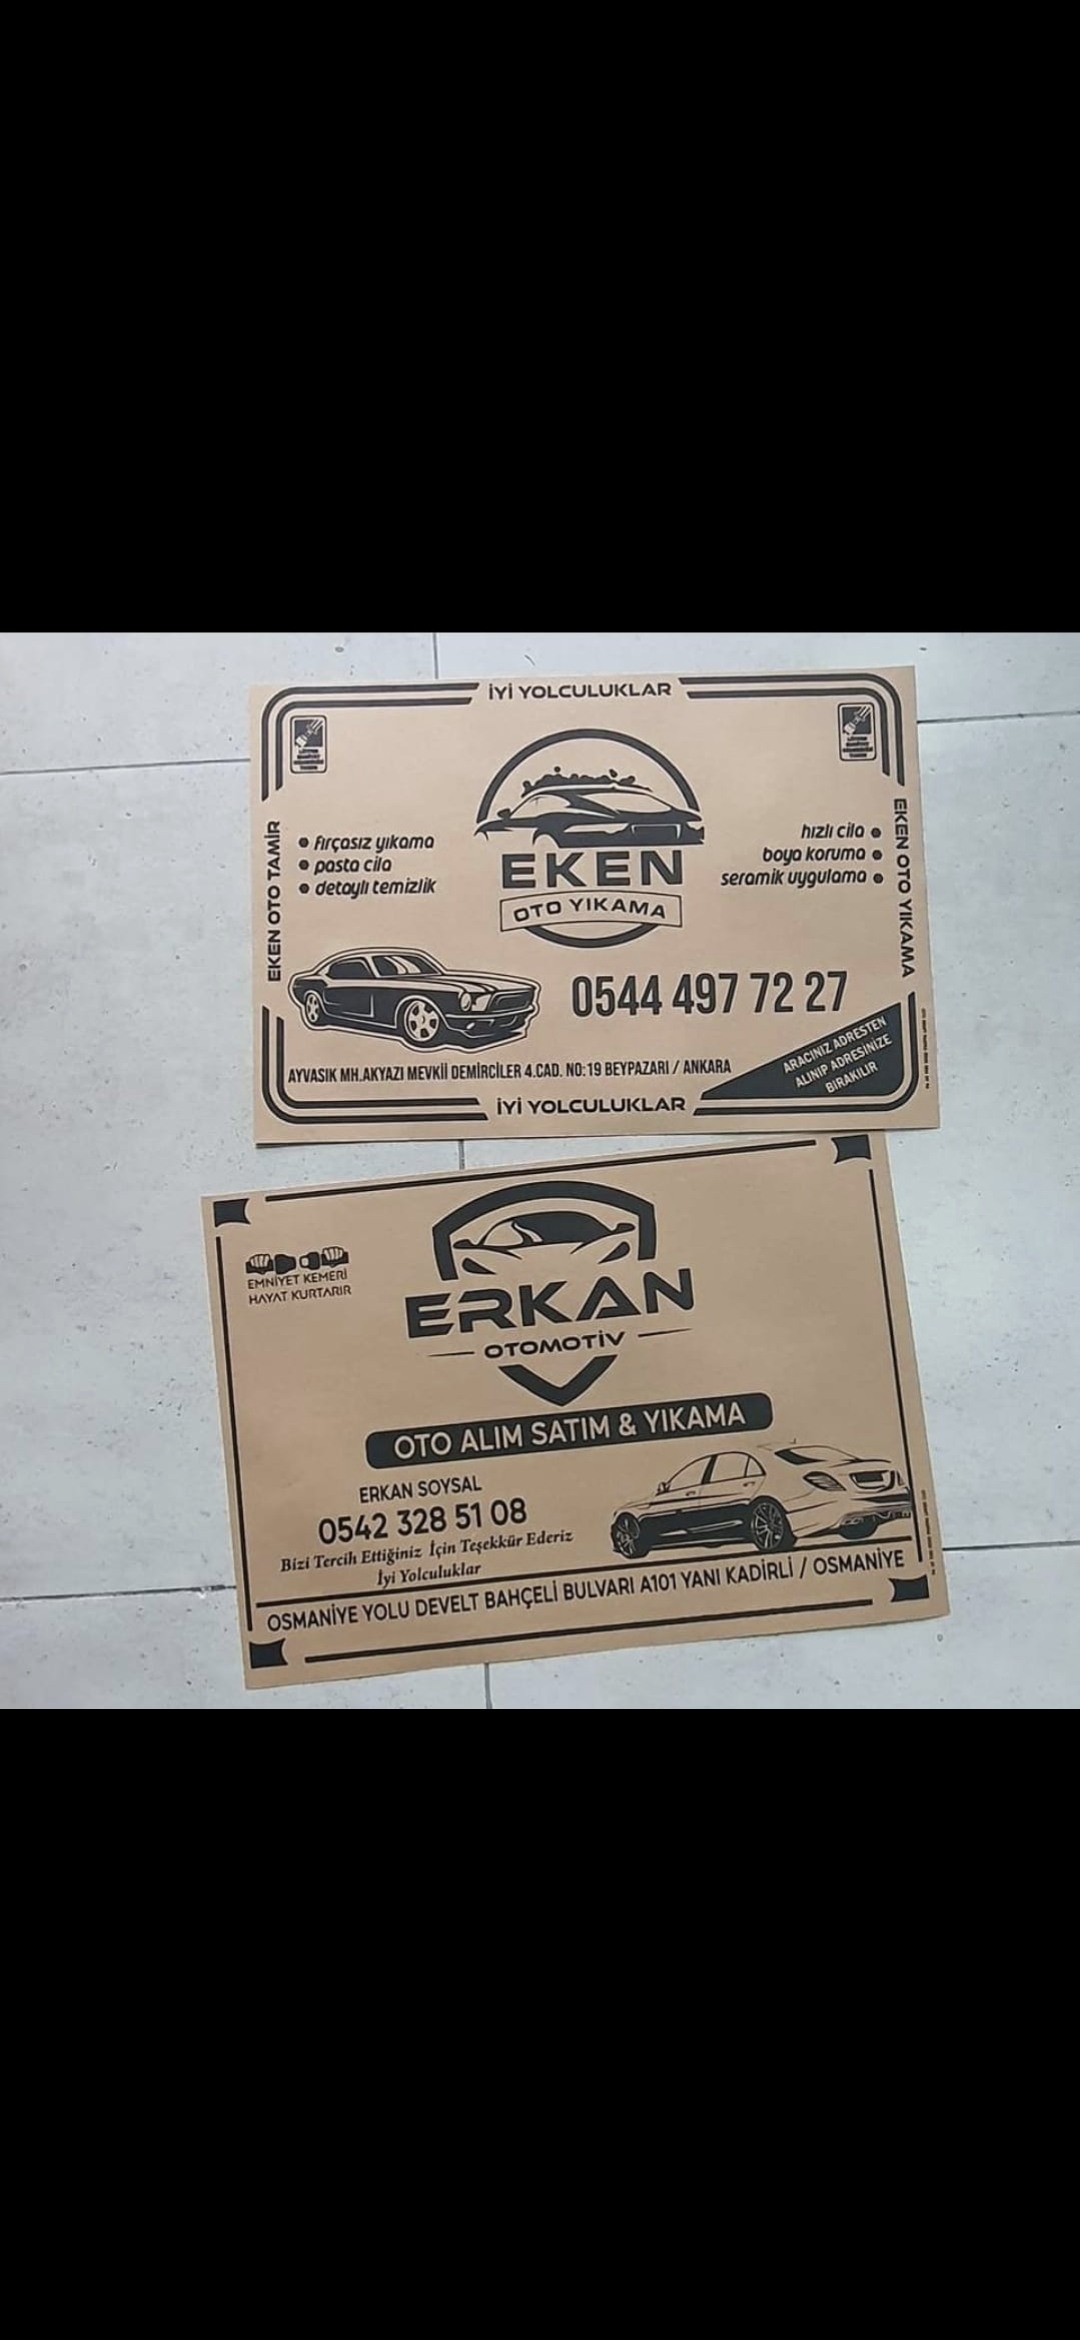 İYİ YOLCULUKLAR
EKEN OTO TAMİR
fırçasız yıkama
pasta cila
detaylı temizlik
EKEN
OTO YIKAMA
hızlı cila
boya koruma
seramik uygulama
EKEN OTO YIKAMA
0544 497 72 27
ARACINIZ ADRESTEN
ALINIP ADRESİNİZE
BIRAKILIR
AYVASIK MH.AKYAZI MEVKİİ DEMİRCİLER 4.CAD. NO:19 BEYPAZARI / ANKARA
İYİ YOLCULUKLAR
EMNİYET KEMERİ
HAYAT KURTARIR
ERKAN
OTOMOTİV
OTO ALIM SATIM & YIKAMA
ERKAN SOYSAL
0542 328 51 08
Bizi Tercih Ettiğiniz İçin Teşekkür Ederiz
İyi Yolculuklar
OSMANİYE YOLU DEVELT BAHÇELİ BULVARI A101 YANI KADİRLİ / OSMANİYE